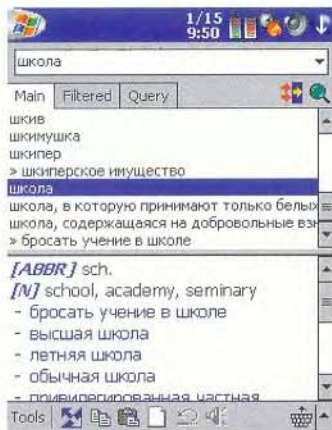 1/15
9:50
школа
Main Filtered Query
шкив
шкимушка
шкипер
» шкиперское имущество
школа
школа, в которую принимают только белых
школа, содержащаяся на добровольные взн
» бросать учение в школе
[ABBR] sch.
[N] school, academy, seminary
- бросать учение в школе
- высшая школа
- летняя школа
- обычная школа
- привилегированная частная
Tools